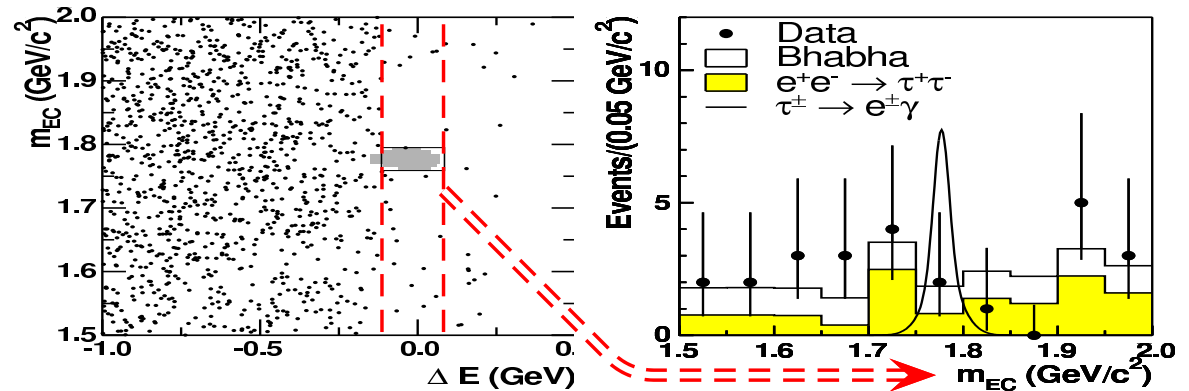 m_EC (GeV/c²)
2.0
1.9
1.8
1.7
1.6
1.5
-1.0
-0.5
0.0
0.
Δ E (GeV)
Events/(0.05 GeV/c²)
10
5
0
Data
Bhabha
e⁺e⁻ → τ⁺τ⁻
τ± → e±γ
1.5
1.6
1.7
1.8
1.9
2.0
m_EC (GeV/c²)